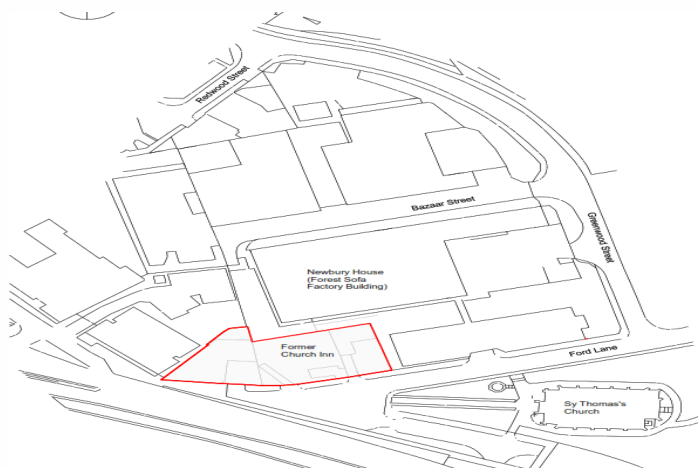 Redwood Street
Bazaar Street
Greenwood Street
Newbury House
(Forest Sofa
Factory Building)
Former
Church Inn
Ford Lane
Sy Thomas's
Church